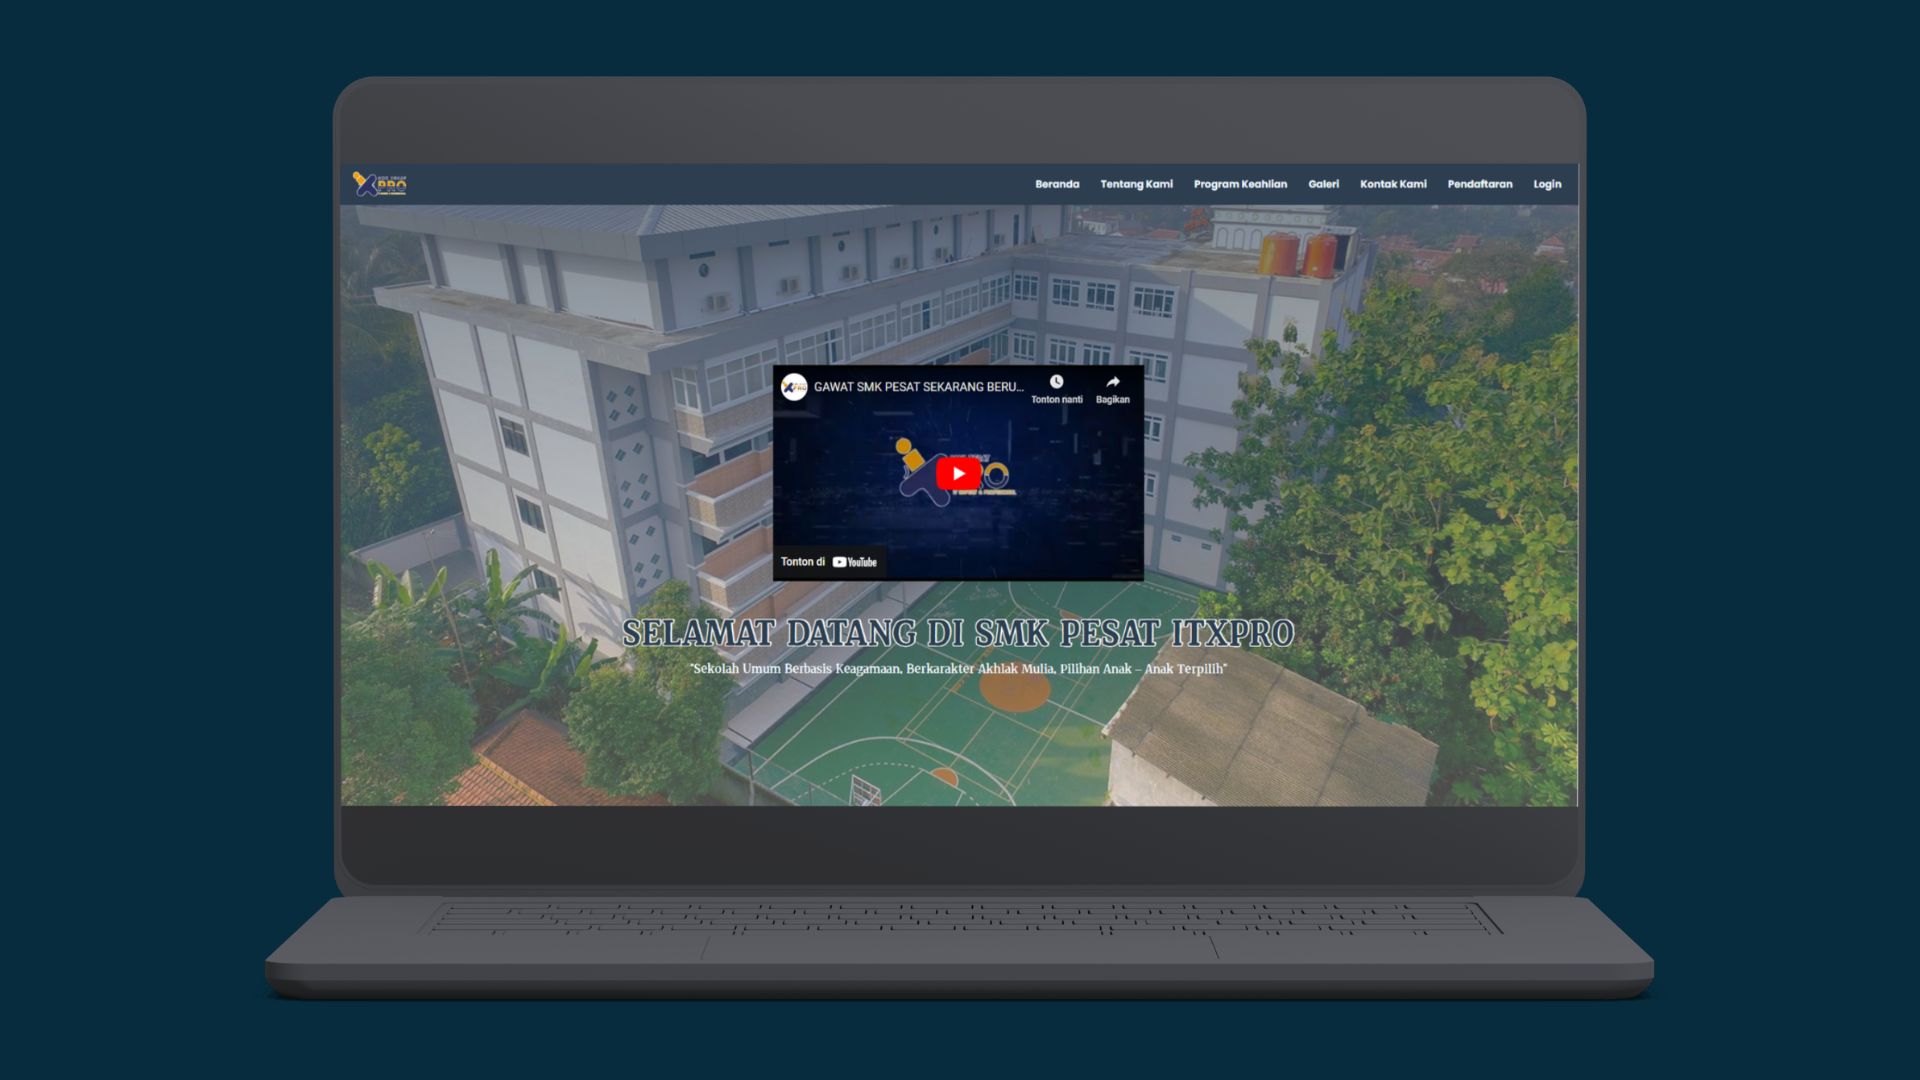 PRO
Beranda
Tentang Kami
Program Keahlian
Galeri
Kontak Kami
Pendaftaran
Login
GAWAT SMK PESAT SEKARANG BERU...
Tonton nanti
Bagikan
Tonton di YouTube
SELAMAT DATANG DI SMK PESAT ITXPRO
"Sekolah Umum Berbasis Keagamaan, Berkarakter Akhlak Mulia, Pilihan Anak – Anak Terpilih"